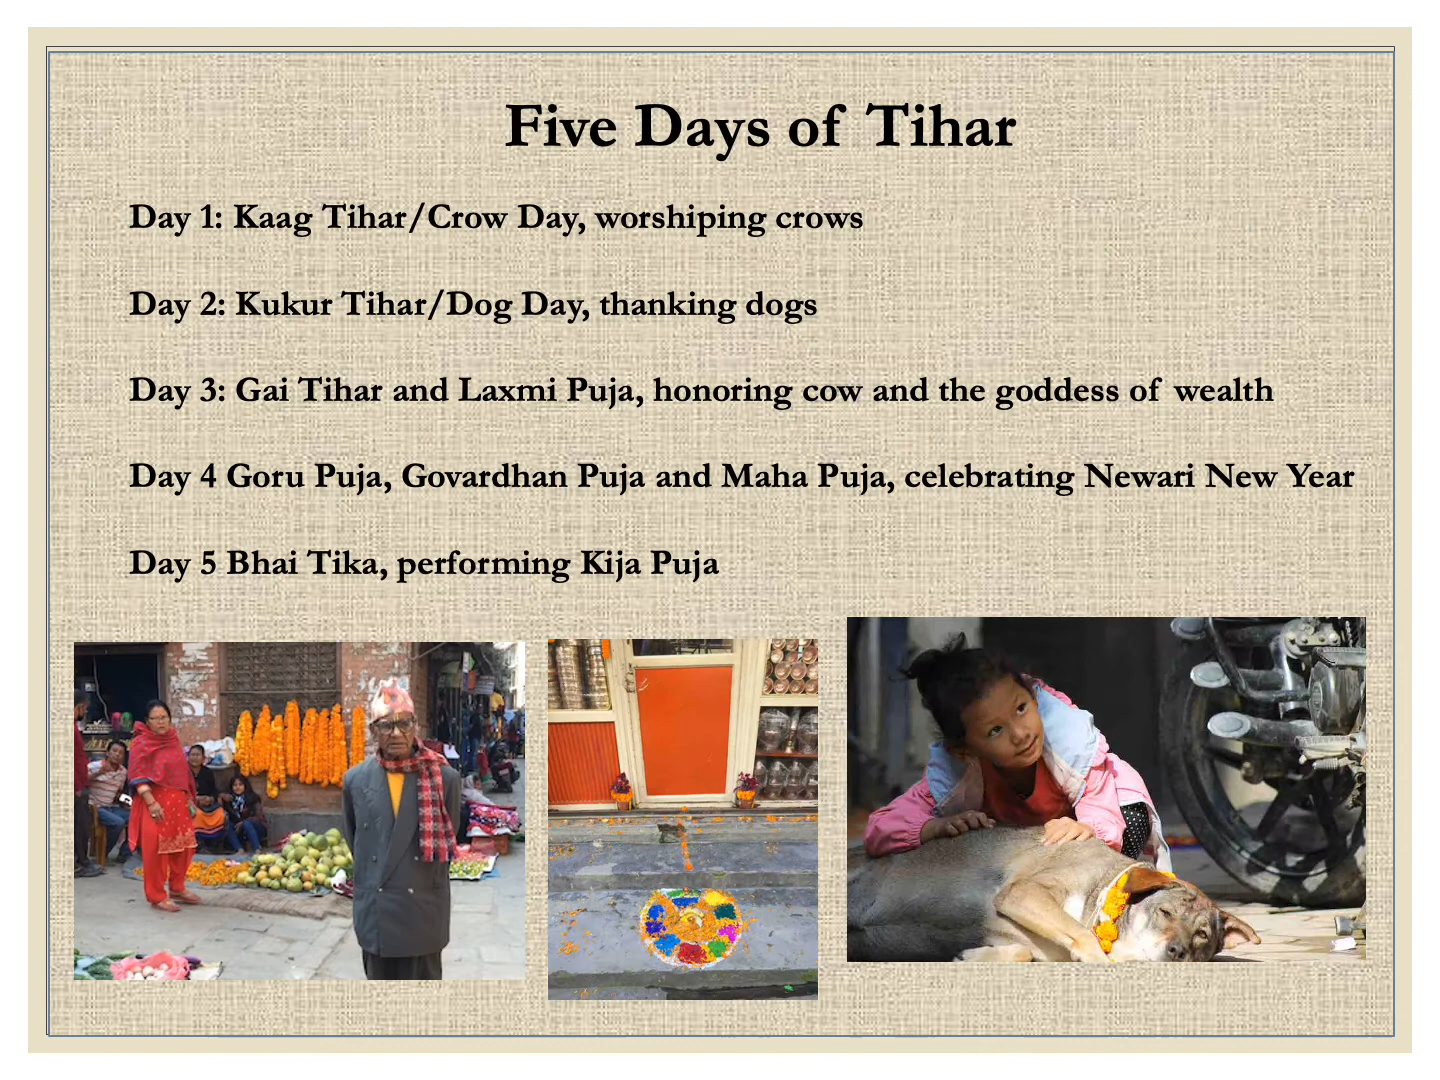 Five Days of Tihar
Day 1: Kaag Tihar/Crow Day, worshiping crows
Day 2: Kukur Tihar/Dog Day, thanking dogs
Day 3: Gai Tihar and Laxmi Puja, honoring cow and the goddess of wealth
Day 4 Goru Puja, Govardhan Puja and Maha Puja, celebrating Newari New Year
Day 5 Bhai Tika, performing Kija Puja